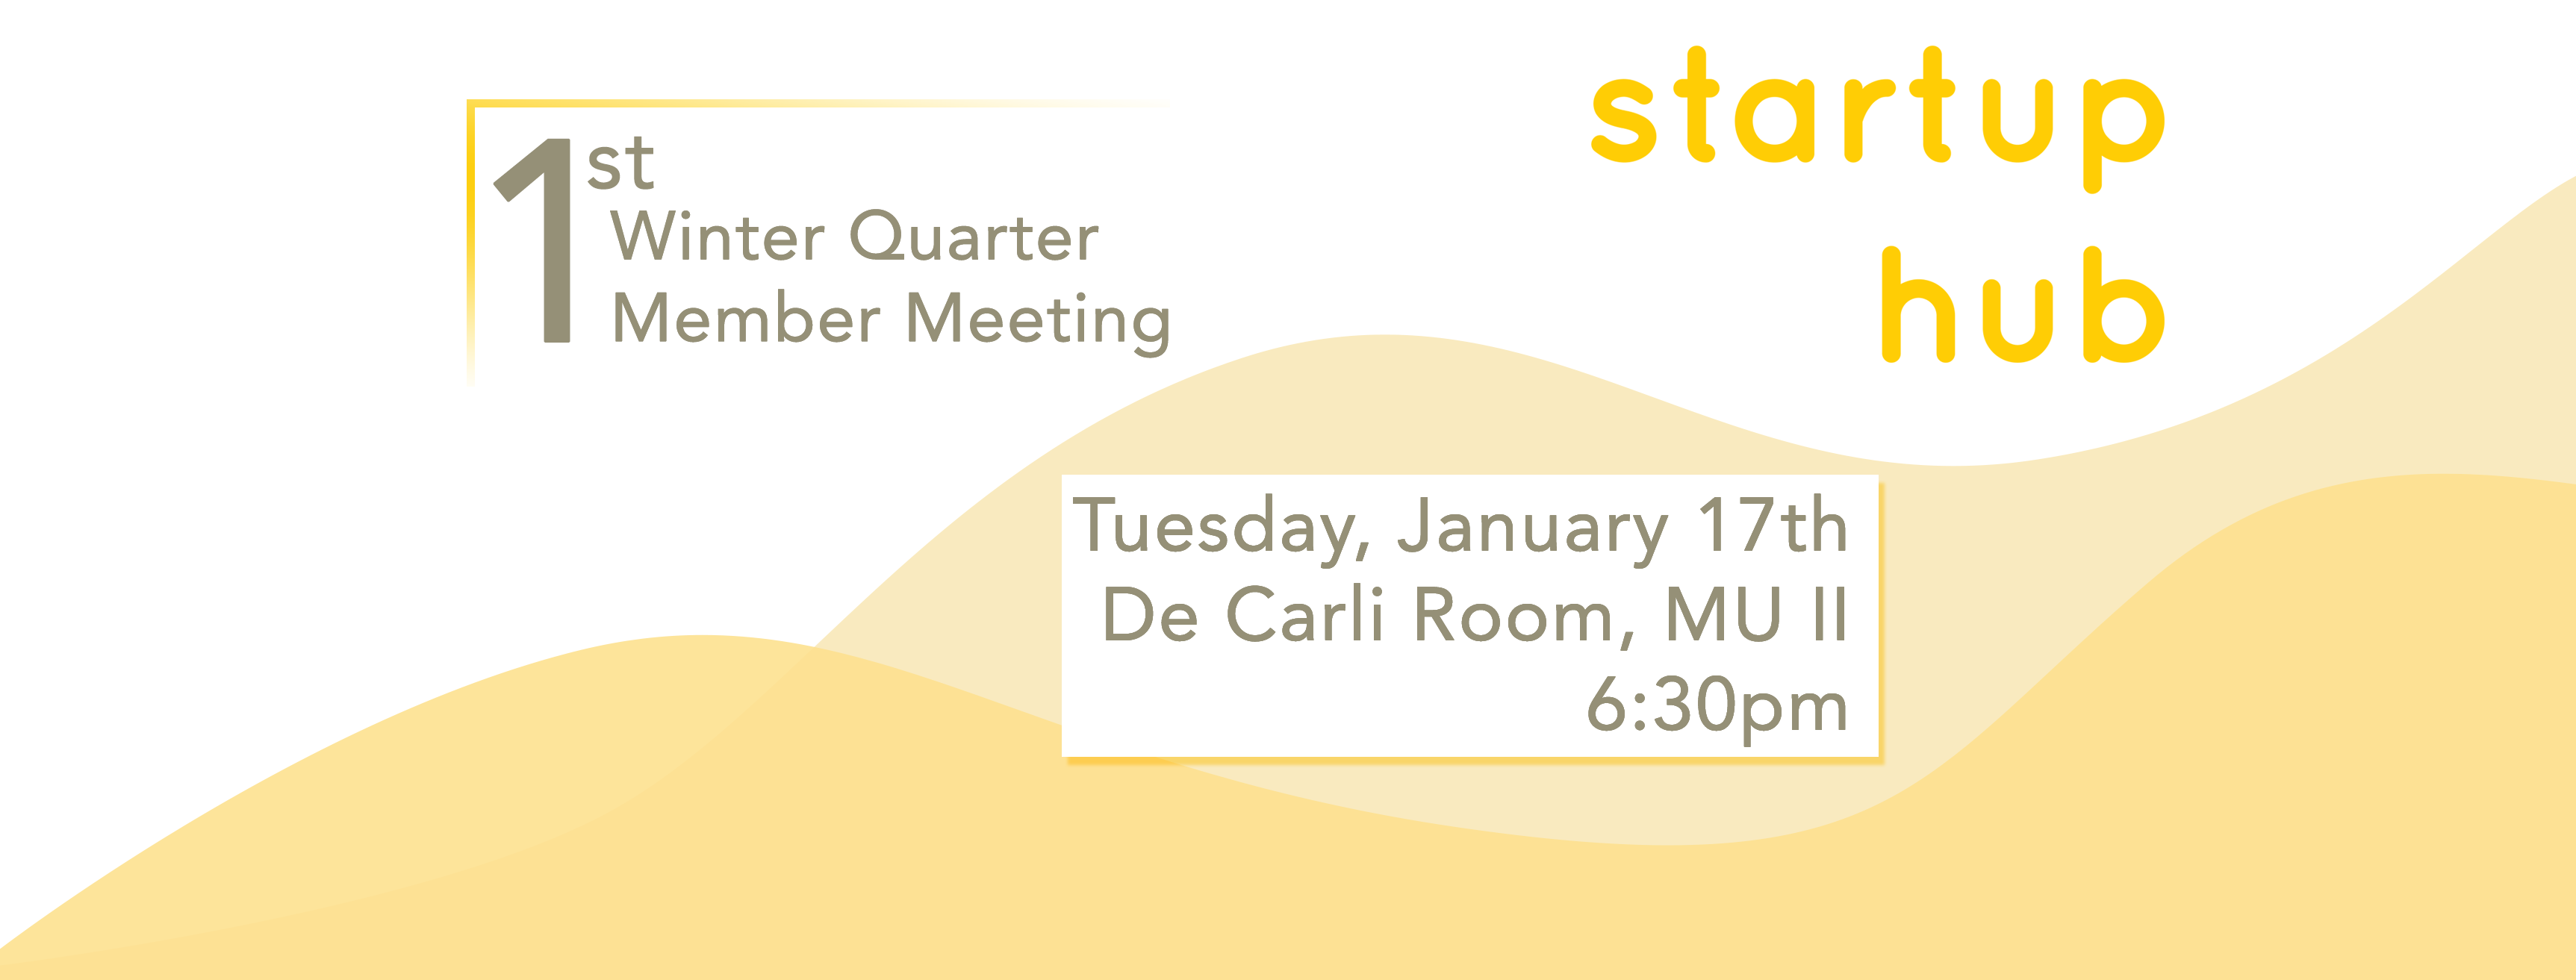 1st
Winter Quarter
Member Meeting
startup
hub
Tuesday, January 17th
De Carli Room, MU II
6:30pm